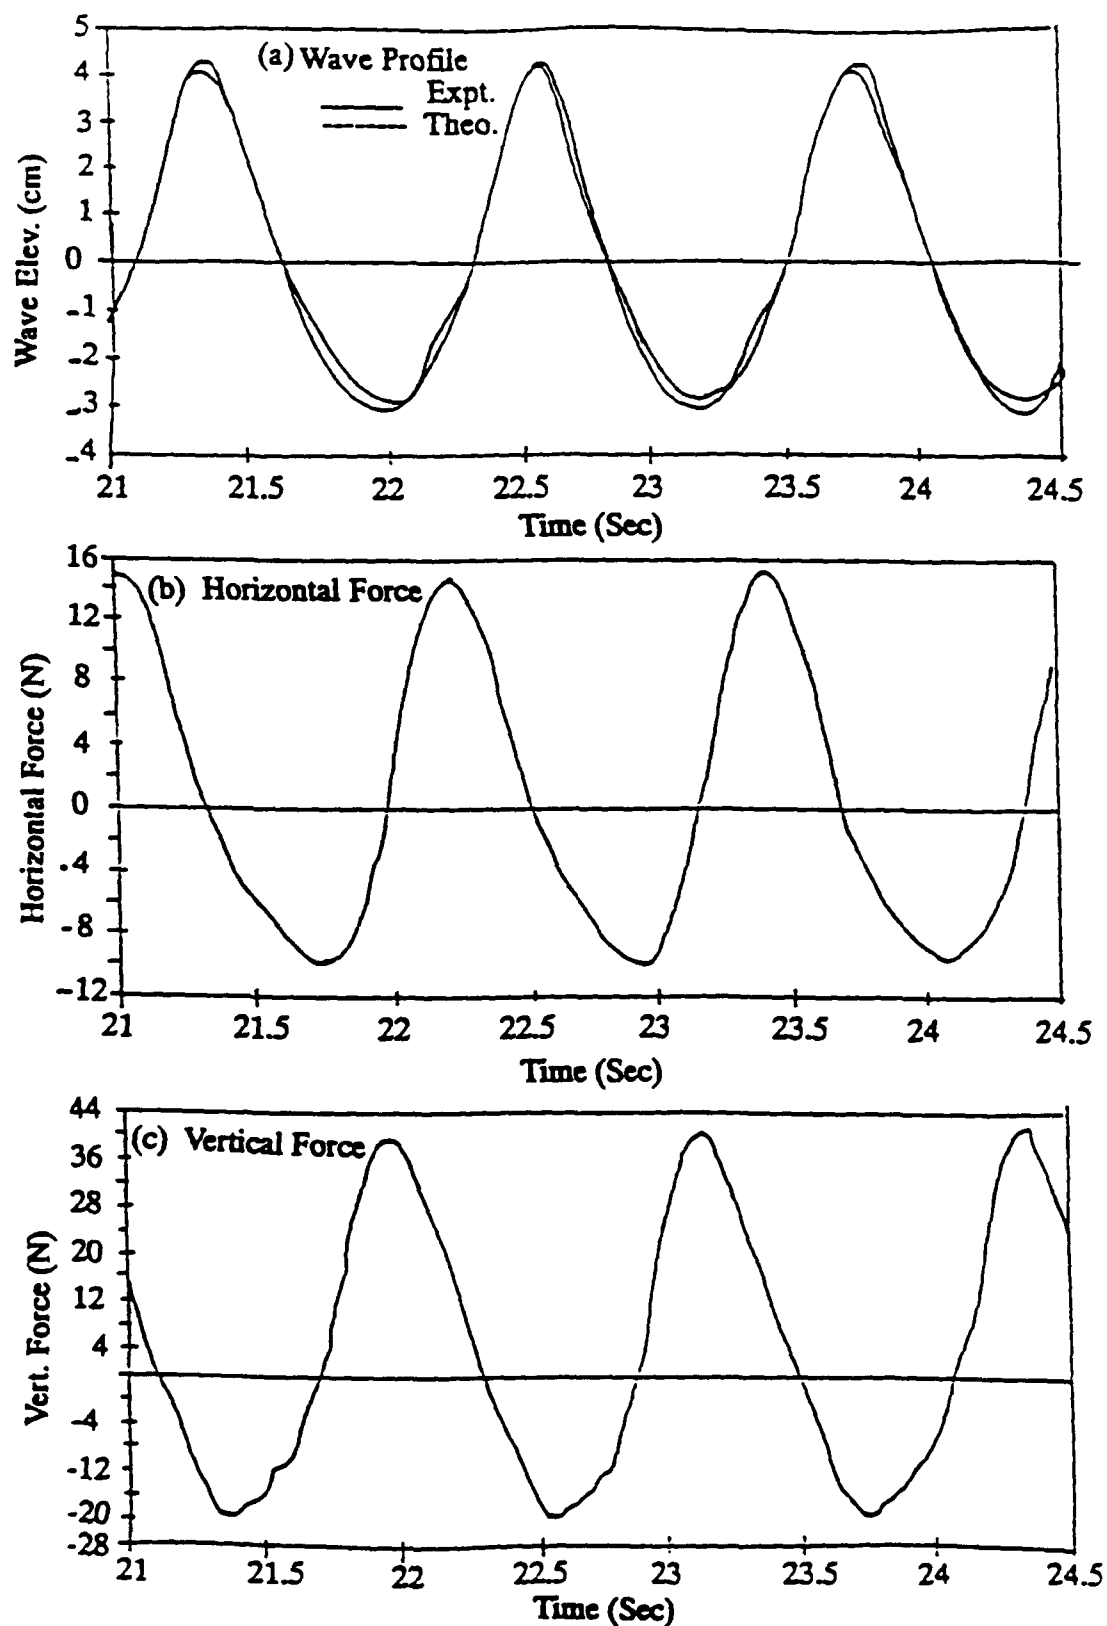 5
(a) Wave Profile
4
Expt.
Theo.
3
2
1
0
-1
-2
-3
-4
Wave Elev. (cm)
21 21.5 22 22.5 23 23.5 24 24.5
Time (Sec)
16
(b) Horizontal Force
12
8
4
0
.4
-8
-12
Horizontal Force (N)
21 21.5 22 22.5 23 23.5 24 24.5
Time (Sec)
44
(c) Vertical Force
36
28
20
12
4
-4
-12
-20
-28
Vert. Force (N)
21 21.5 22 22.5 23 23.5 24 24.5
Time (Sec)